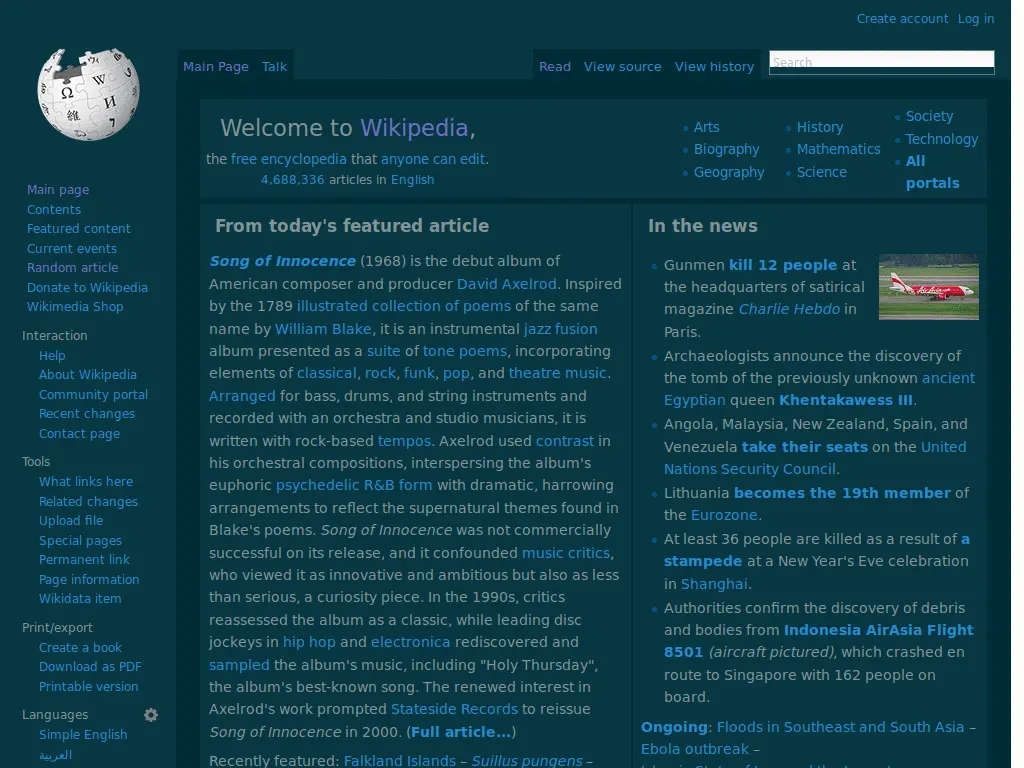 Create account Log in
Main Page Talk
Read View source View history
Search
Ω W И 維 7
Main page
Contents
Featured content
Current events
Random article
Donate to Wikipedia
Wikimedia Shop
Interaction
Help
About Wikipedia
Community portal
Recent changes
Contact page
Tools
What links here
Related changes
Upload file
Special pages
Permanent link
Page information
Wikidata item
Print/export
Create a book
Download as PDF
Printable version
Languages
Simple English
العربية
Welcome to Wikipedia,
the free encyclopedia that anyone can edit.
4,688,336 articles in English
Arts
Biography
Geography
History
Mathematics
Science
Society
Technology
All
portals
From today's featured article
Song of Innocence (1968) is the debut album of
American composer and producer David Axelrod. Inspired
by the 1789 illustrated collection of poems of the same
name by William Blake, it is an instrumental jazz fusion
album presented as a suite of tone poems, incorporating
elements of classical, rock, funk, pop, and theatre music.
Arranged for bass, drums, and string instruments and
recorded with an orchestra and studio musicians, it is
written with rock-based tempos. Axelrod used contrast in
his orchestral compositions, interspersing the album's
euphoric psychedelic R&B form with dramatic, harrowing
arrangements to reflect the supernatural themes found in
Blake's poems. Song of Innocence was not commercially
successful on its release, and it confounded music critics,
who viewed it as innovative and ambitious but also as less
than serious, a curiosity piece. In the 1990s, critics
reassessed the album as a classic, while leading disc
jockeys in hip hop and electronica rediscovered and
sampled the album's music, including "Holy Thursday",
the album's best-known song. The renewed interest in
Axelrod's work prompted Stateside Records to reissue
Song of Innocence in 2000. (Full article...)
Recently featured: Falkland Islands – Suillus pungens –
In the news
Gunmen kill 12 people at
the headquarters of satirical
magazine Charlie Hebdo in
Paris.
AirAsia
Archaeologists announce the discovery of
the tomb of the previously unknown ancient
Egyptian queen Khentakawess III.
Angola, Malaysia, New Zealand, Spain, and
Venezuela take their seats on the United
Nations Security Council.
Lithuania becomes the 19th member of
the Eurozone.
At least 36 people are killed as a result of a
stampede at a New Year's Eve celebration
in Shanghai.
Authorities confirm the discovery of debris
and bodies from Indonesia AirAsia Flight
8501 (aircraft pictured), which crashed en
route to Singapore with 162 people on
board.
Ongoing: Floods in Southeast and South Asia –
Ebola outbreak –